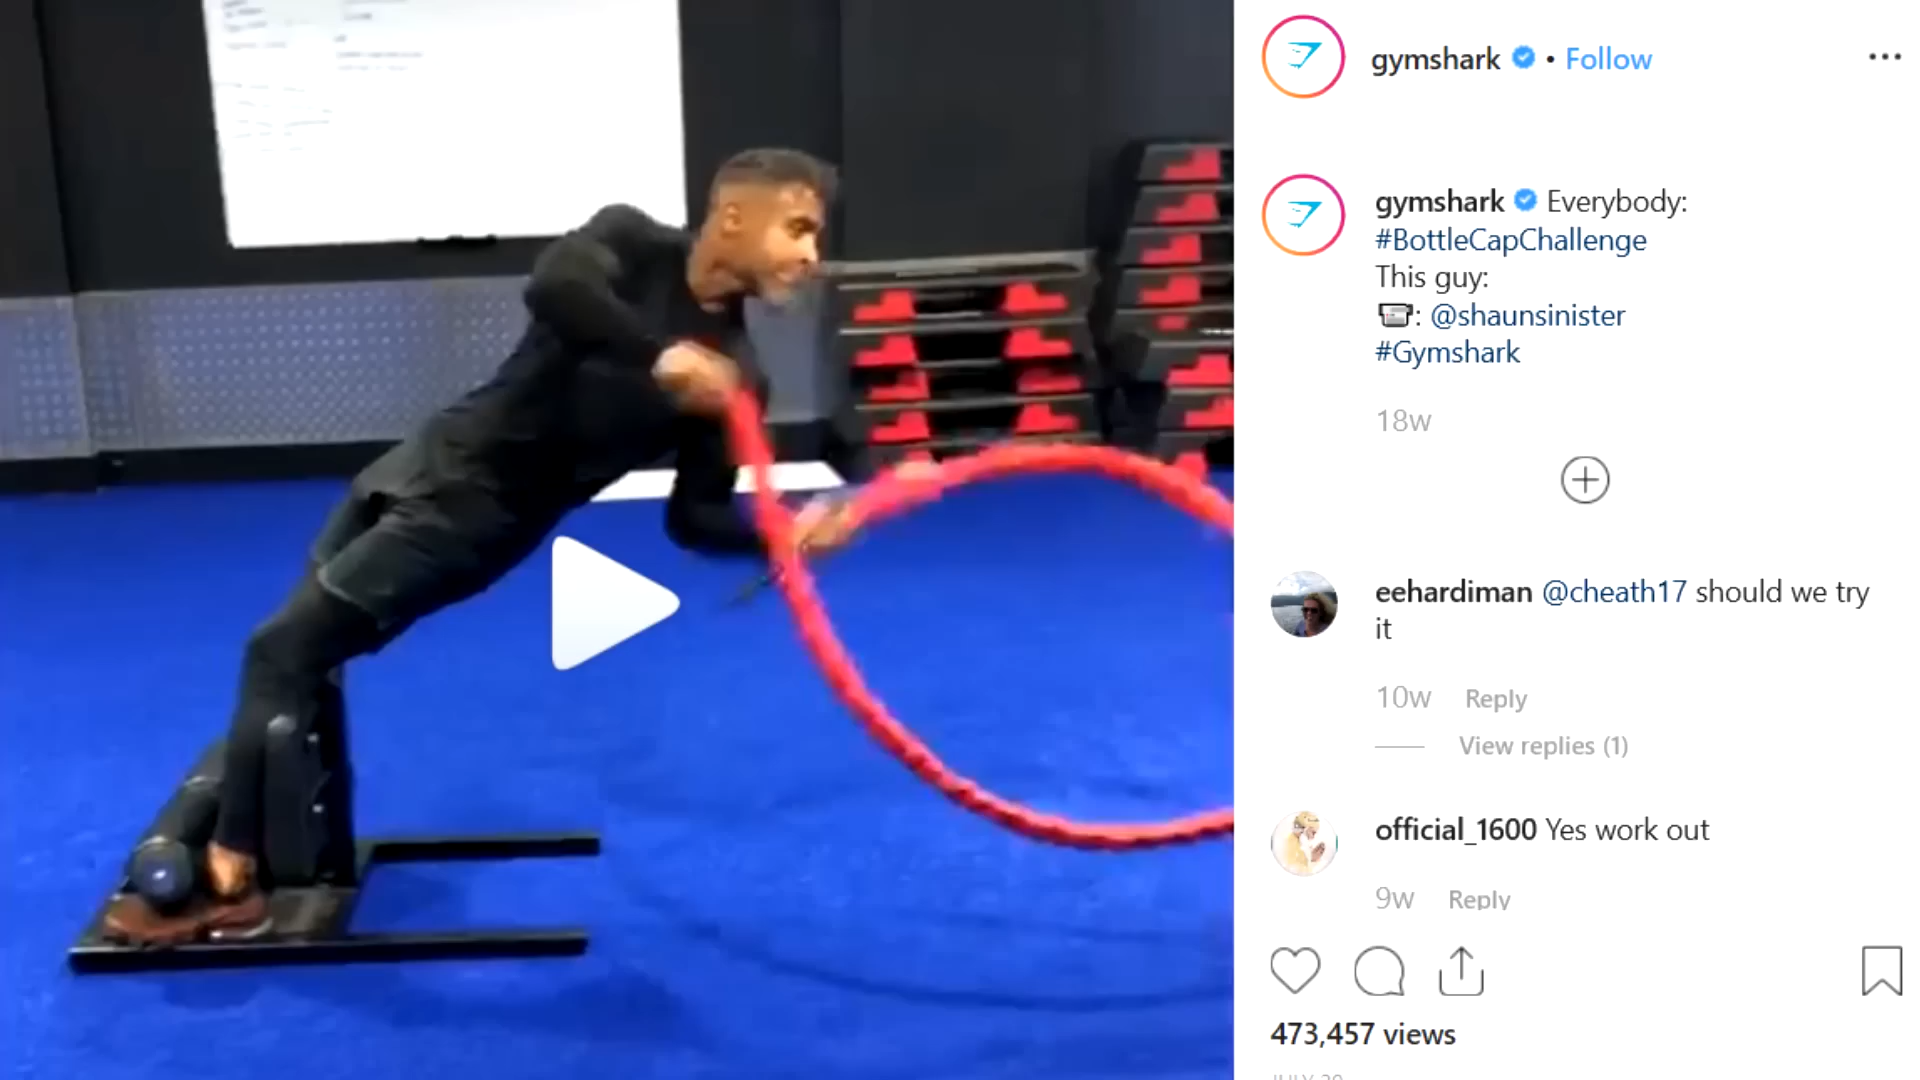 gymshark • Follow
gymshark Everybody:
#BottleCapChallenge
This guy:
: @shaunsinister
#Gymshark
18w
eehardiman @cheath17 should we try
it
10w Reply
View replies (1)
official_1600 Yes work out
9w Reply
473,457 views